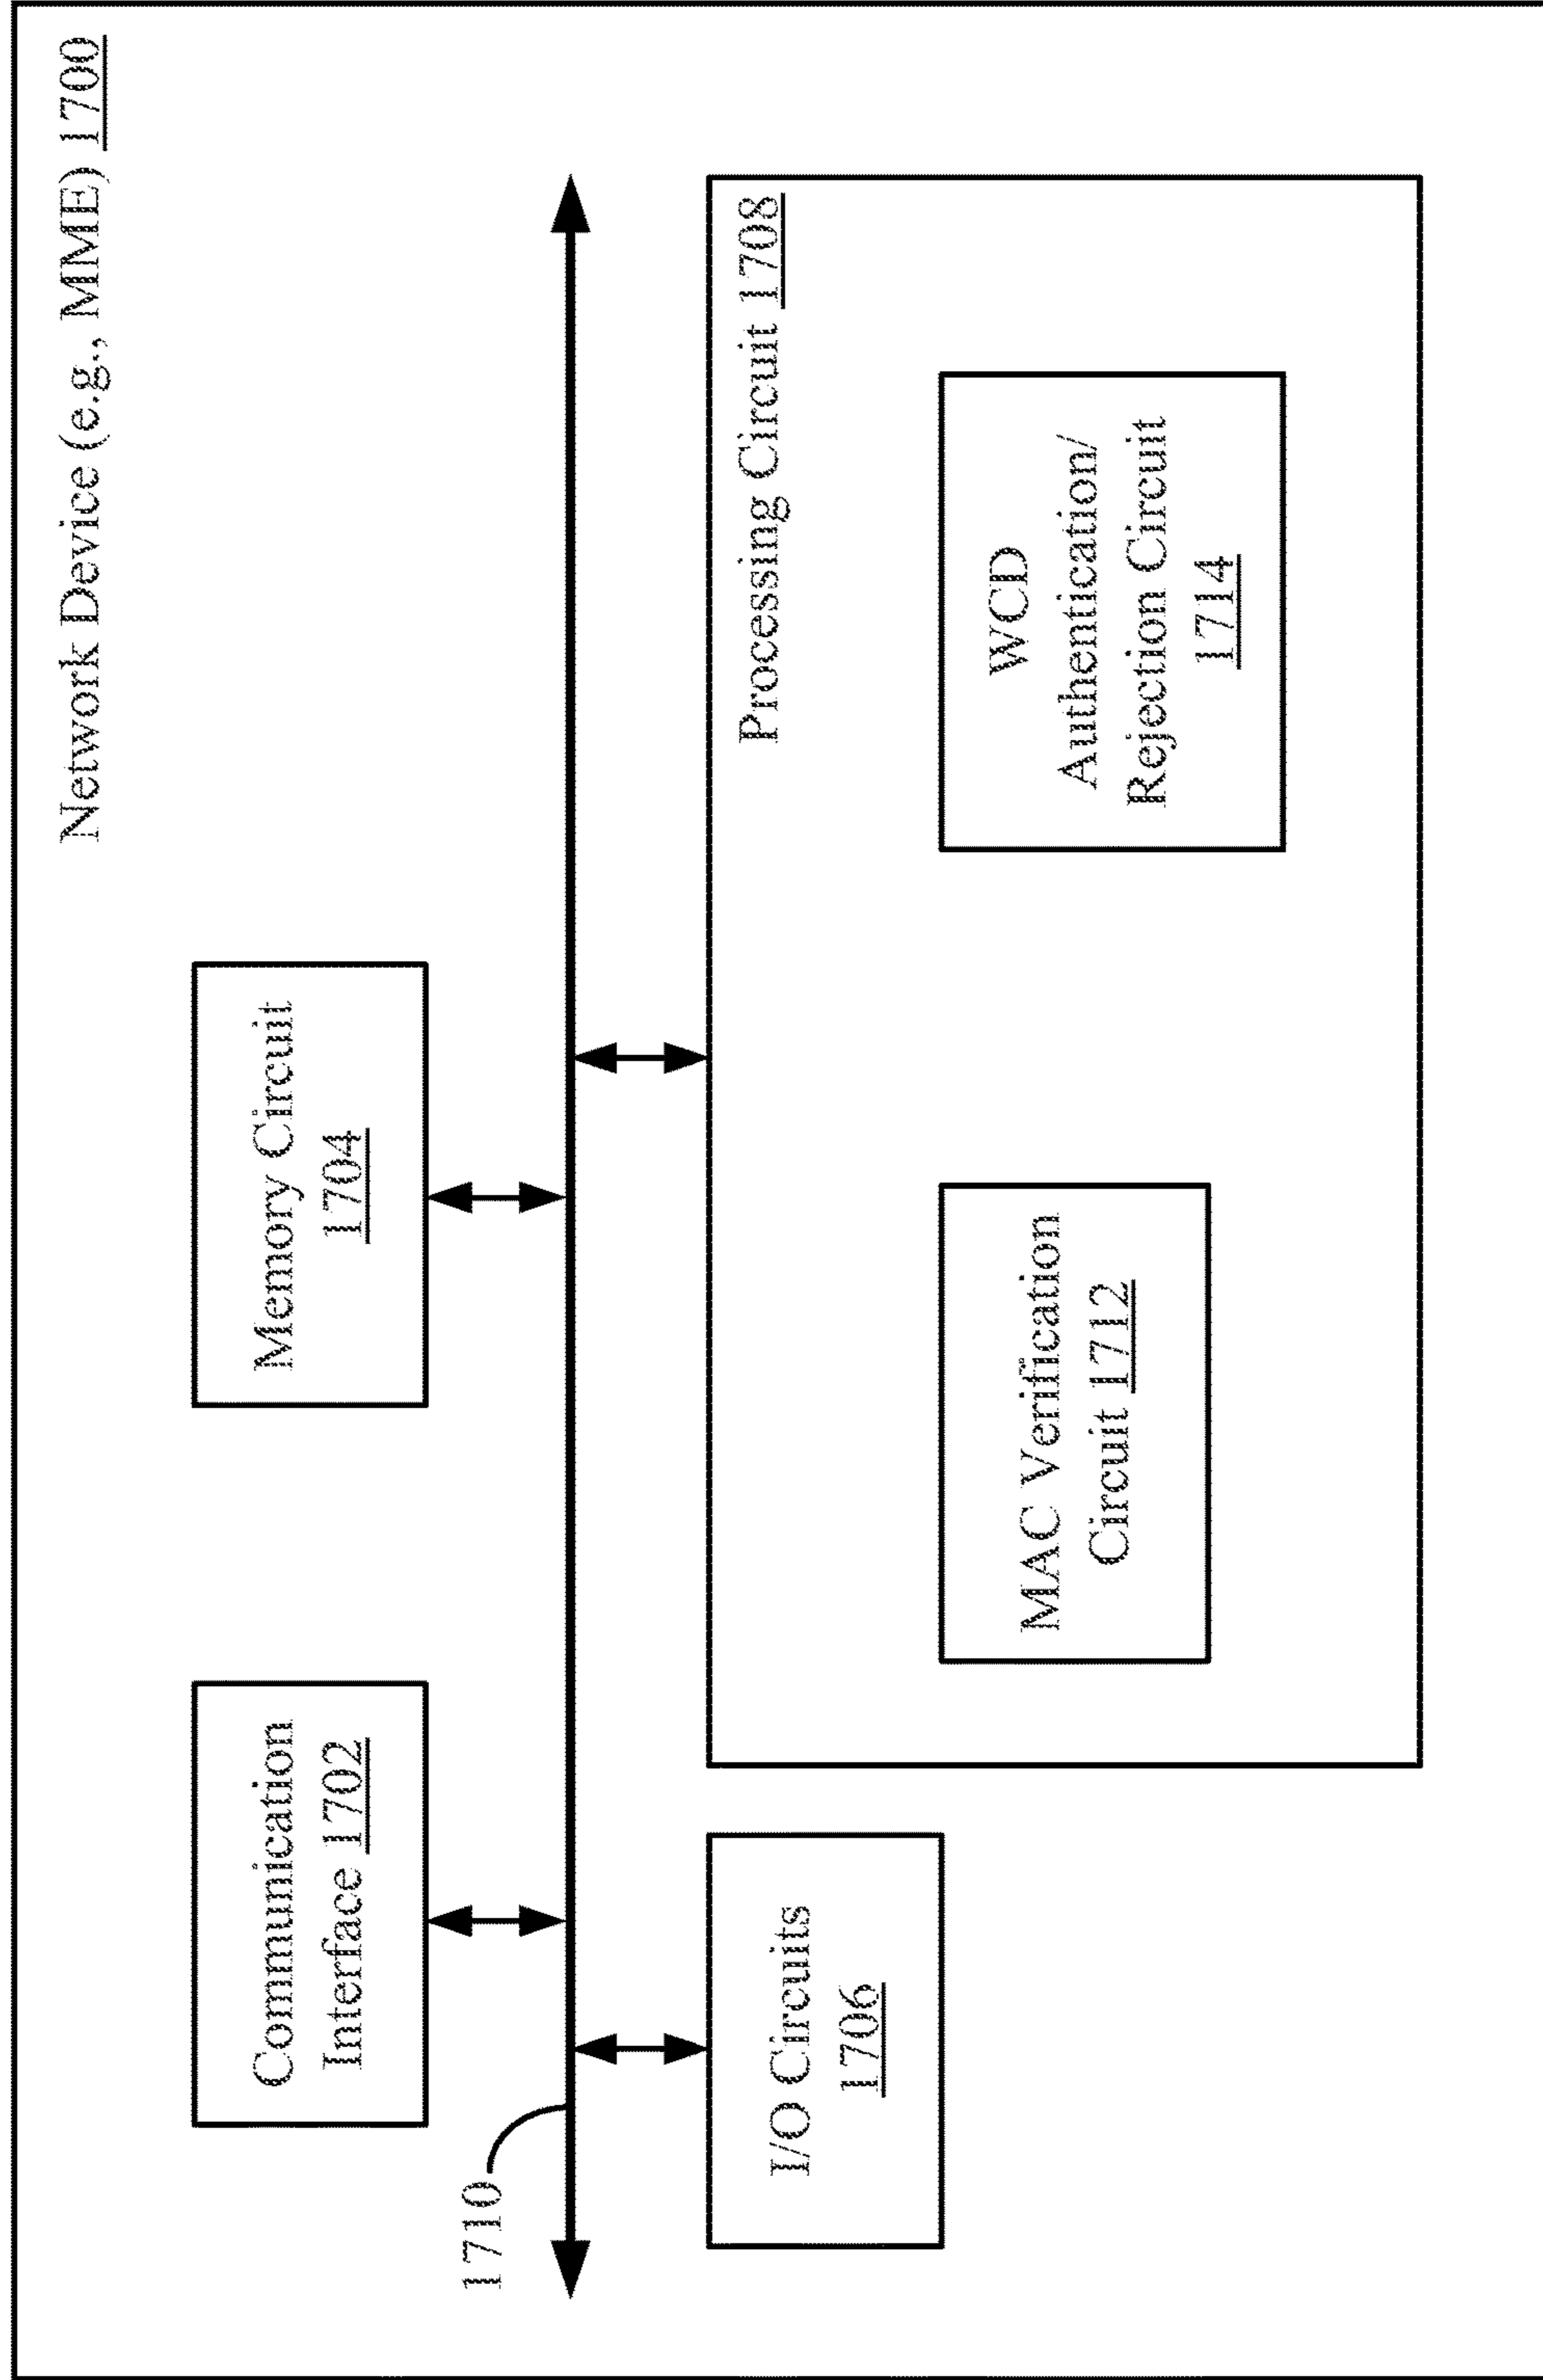 Network Device (e.g., MME) 1700
Communication
Interface 1702
Memory Circuit
1704
1710
I/O Circuits
1706
Processing Circuit 1708
MAC Verification
Circuit 1712
WCD
Authentication/
Rejection Circuit
1714